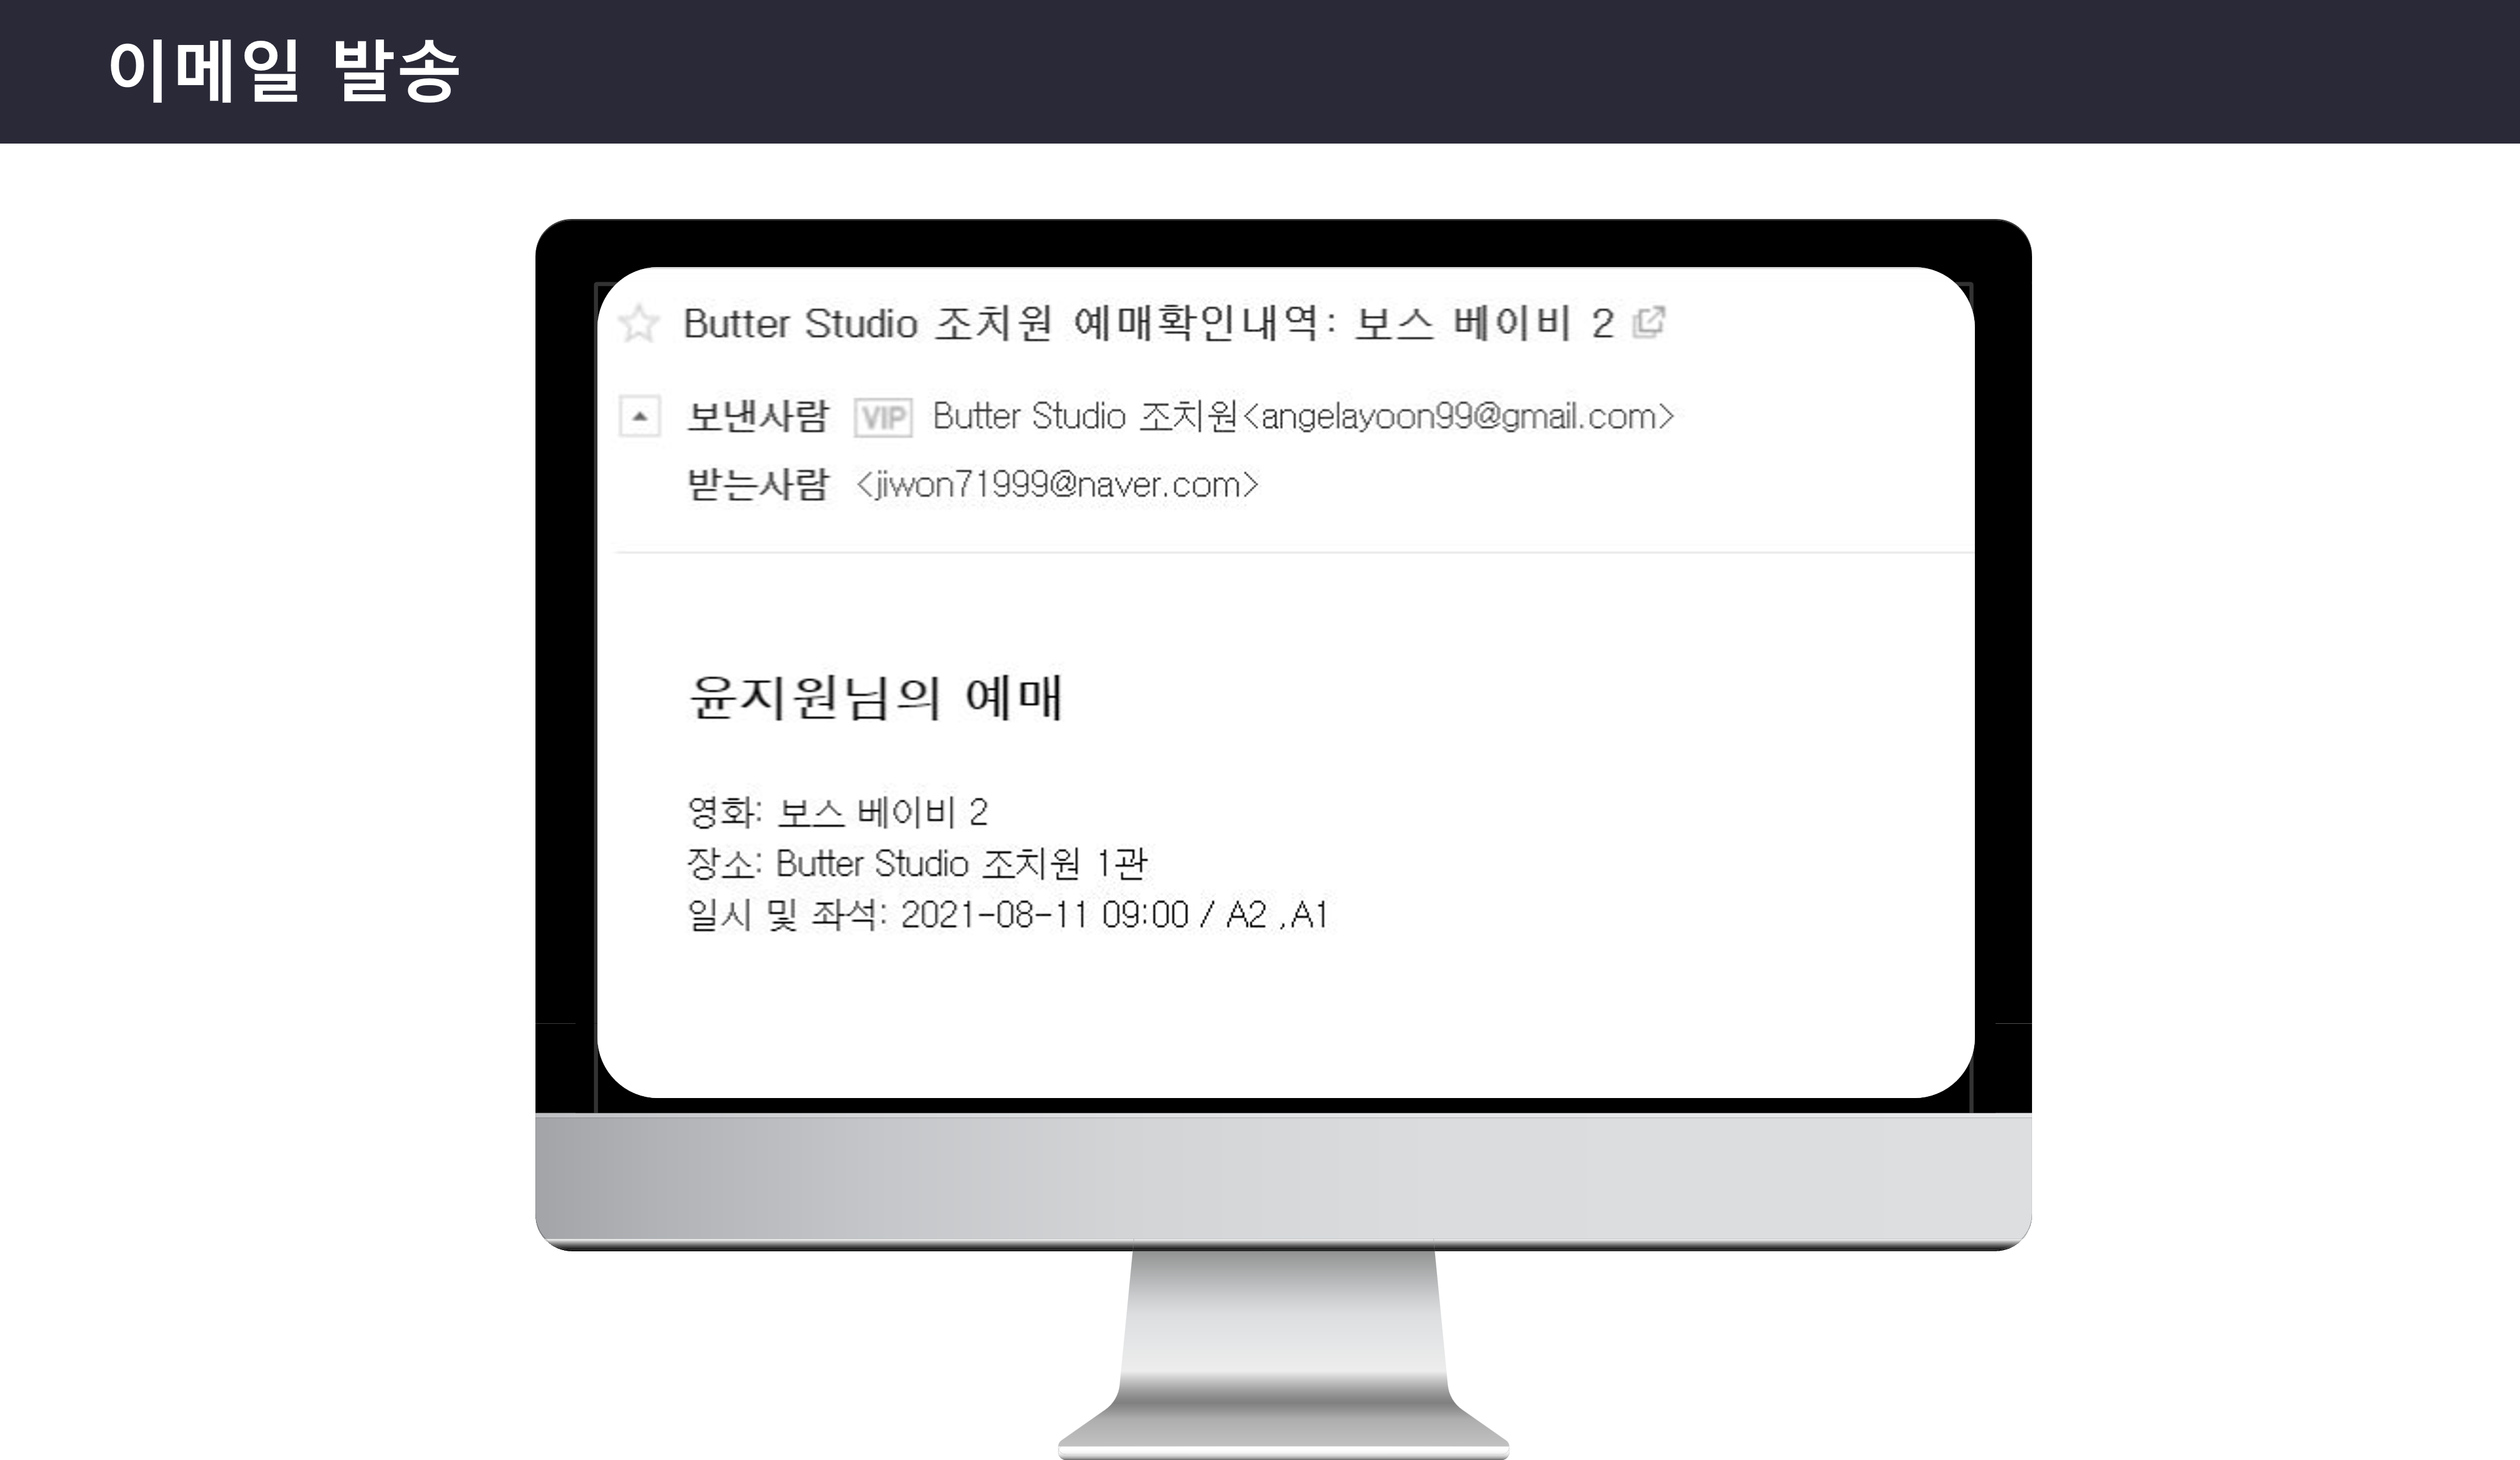 이메일 발송
Butter Studio 조치원 예매확인내역: 보스 베이비 2
보낸사람 VIP Butter Studio 조치원<angelayoon99@gmail.com>
받는사람 <jiwon71999@naver.com>
윤지원님의 예매
영화: 보스 베이비 2
장소: Butter Studio 조치원 1관
일시 및 좌석: 2021-08-11 09:00 / A2 ,A1